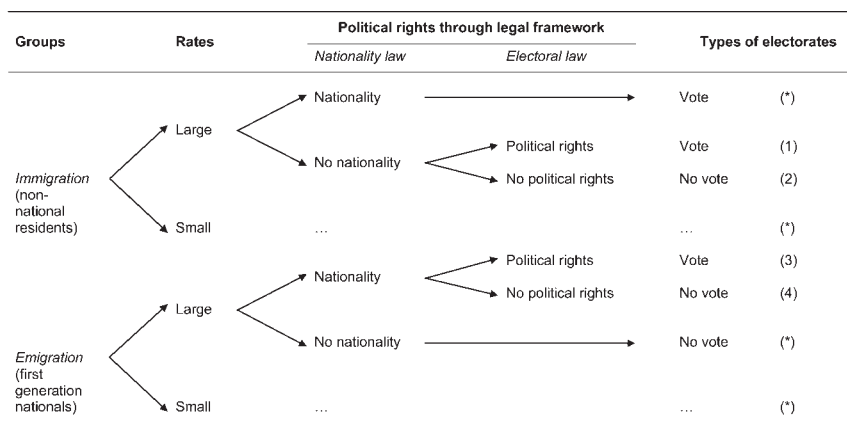 Political rights through legal framework
Groups Rates Types of electorates
Nationality law Electoral law
Nationality Vote (*)
Large
Political rights Vote (1)
No nationality
Immigration No political rights No vote (2)
(non-
national
residents) Small ... ... (*)
Political rights Vote (3)
Nationality
No political rights No vote (4)
Large
No nationality No vote (*)
Emigration
(first
generation
nationals) Small ... ... (*)